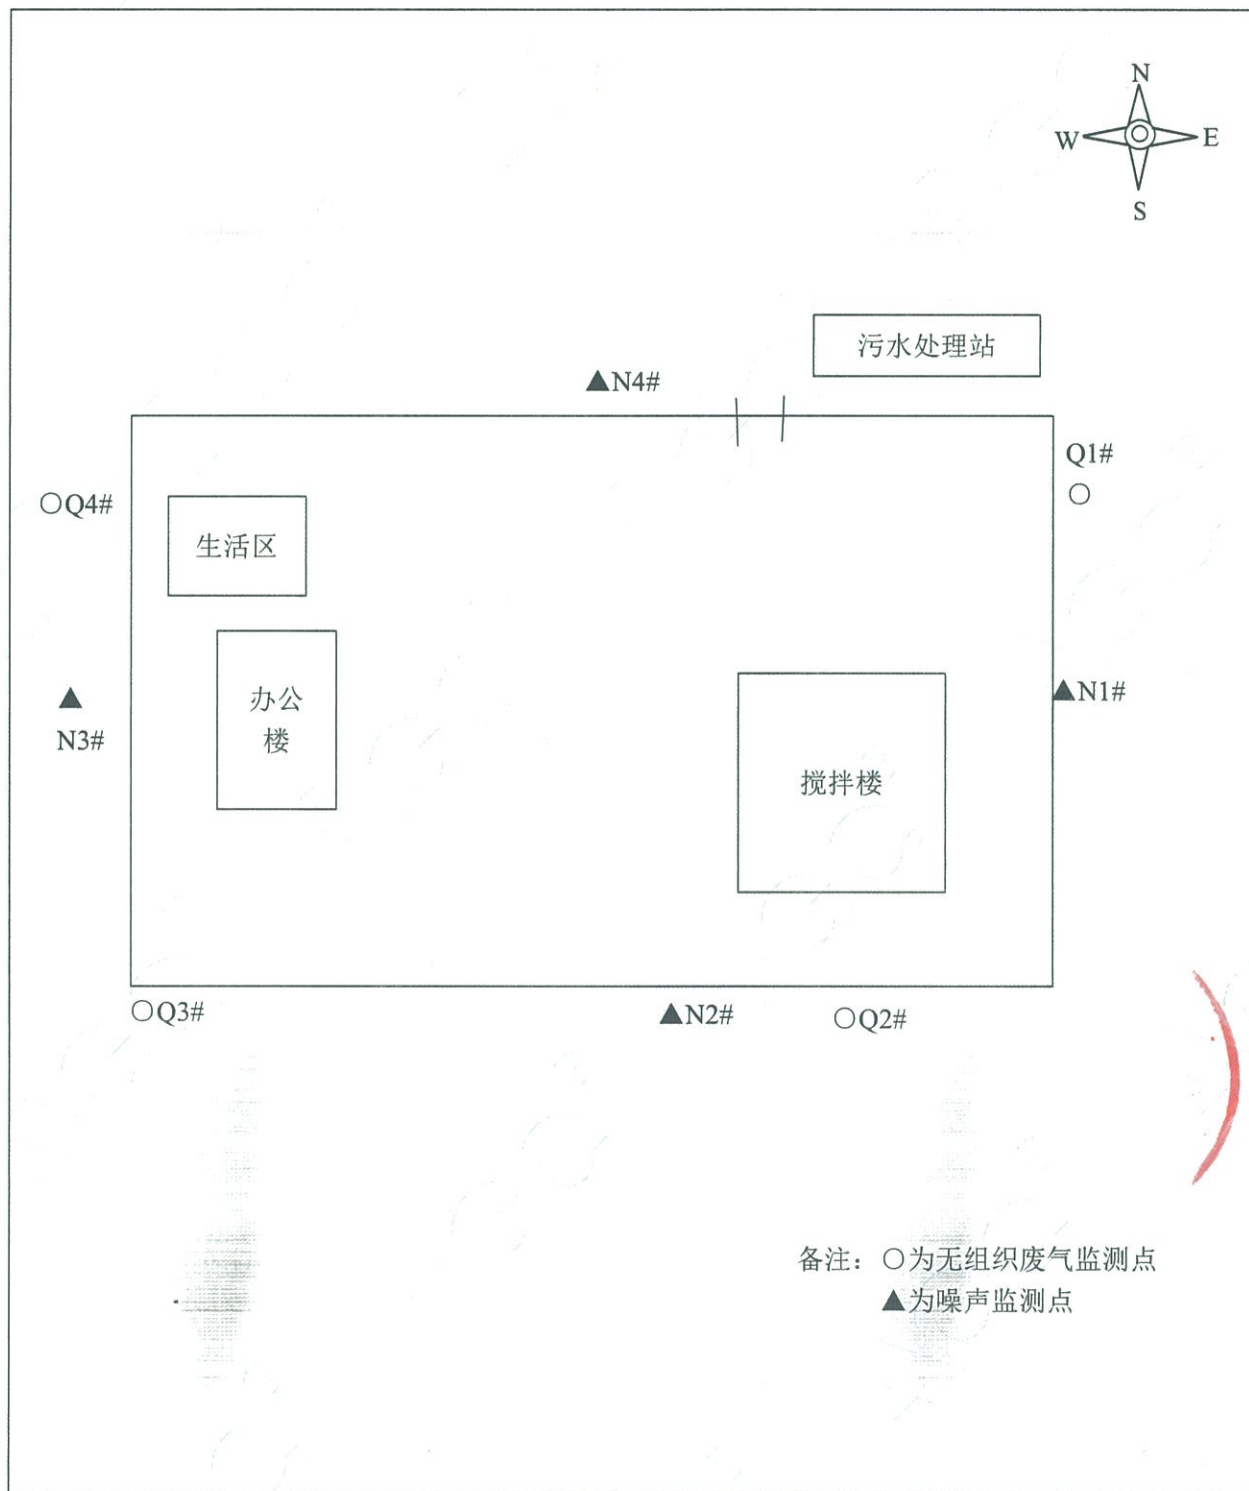 N
W
E
S
污水处理站
▲N4#
Q1#
○
○Q4#
生活区
▲
N3#
办公
楼
▲N1#
搅拌楼
○Q3#
▲N2#
○Q2#
备注：○为无组织废气监测点
▲为噪声监测点